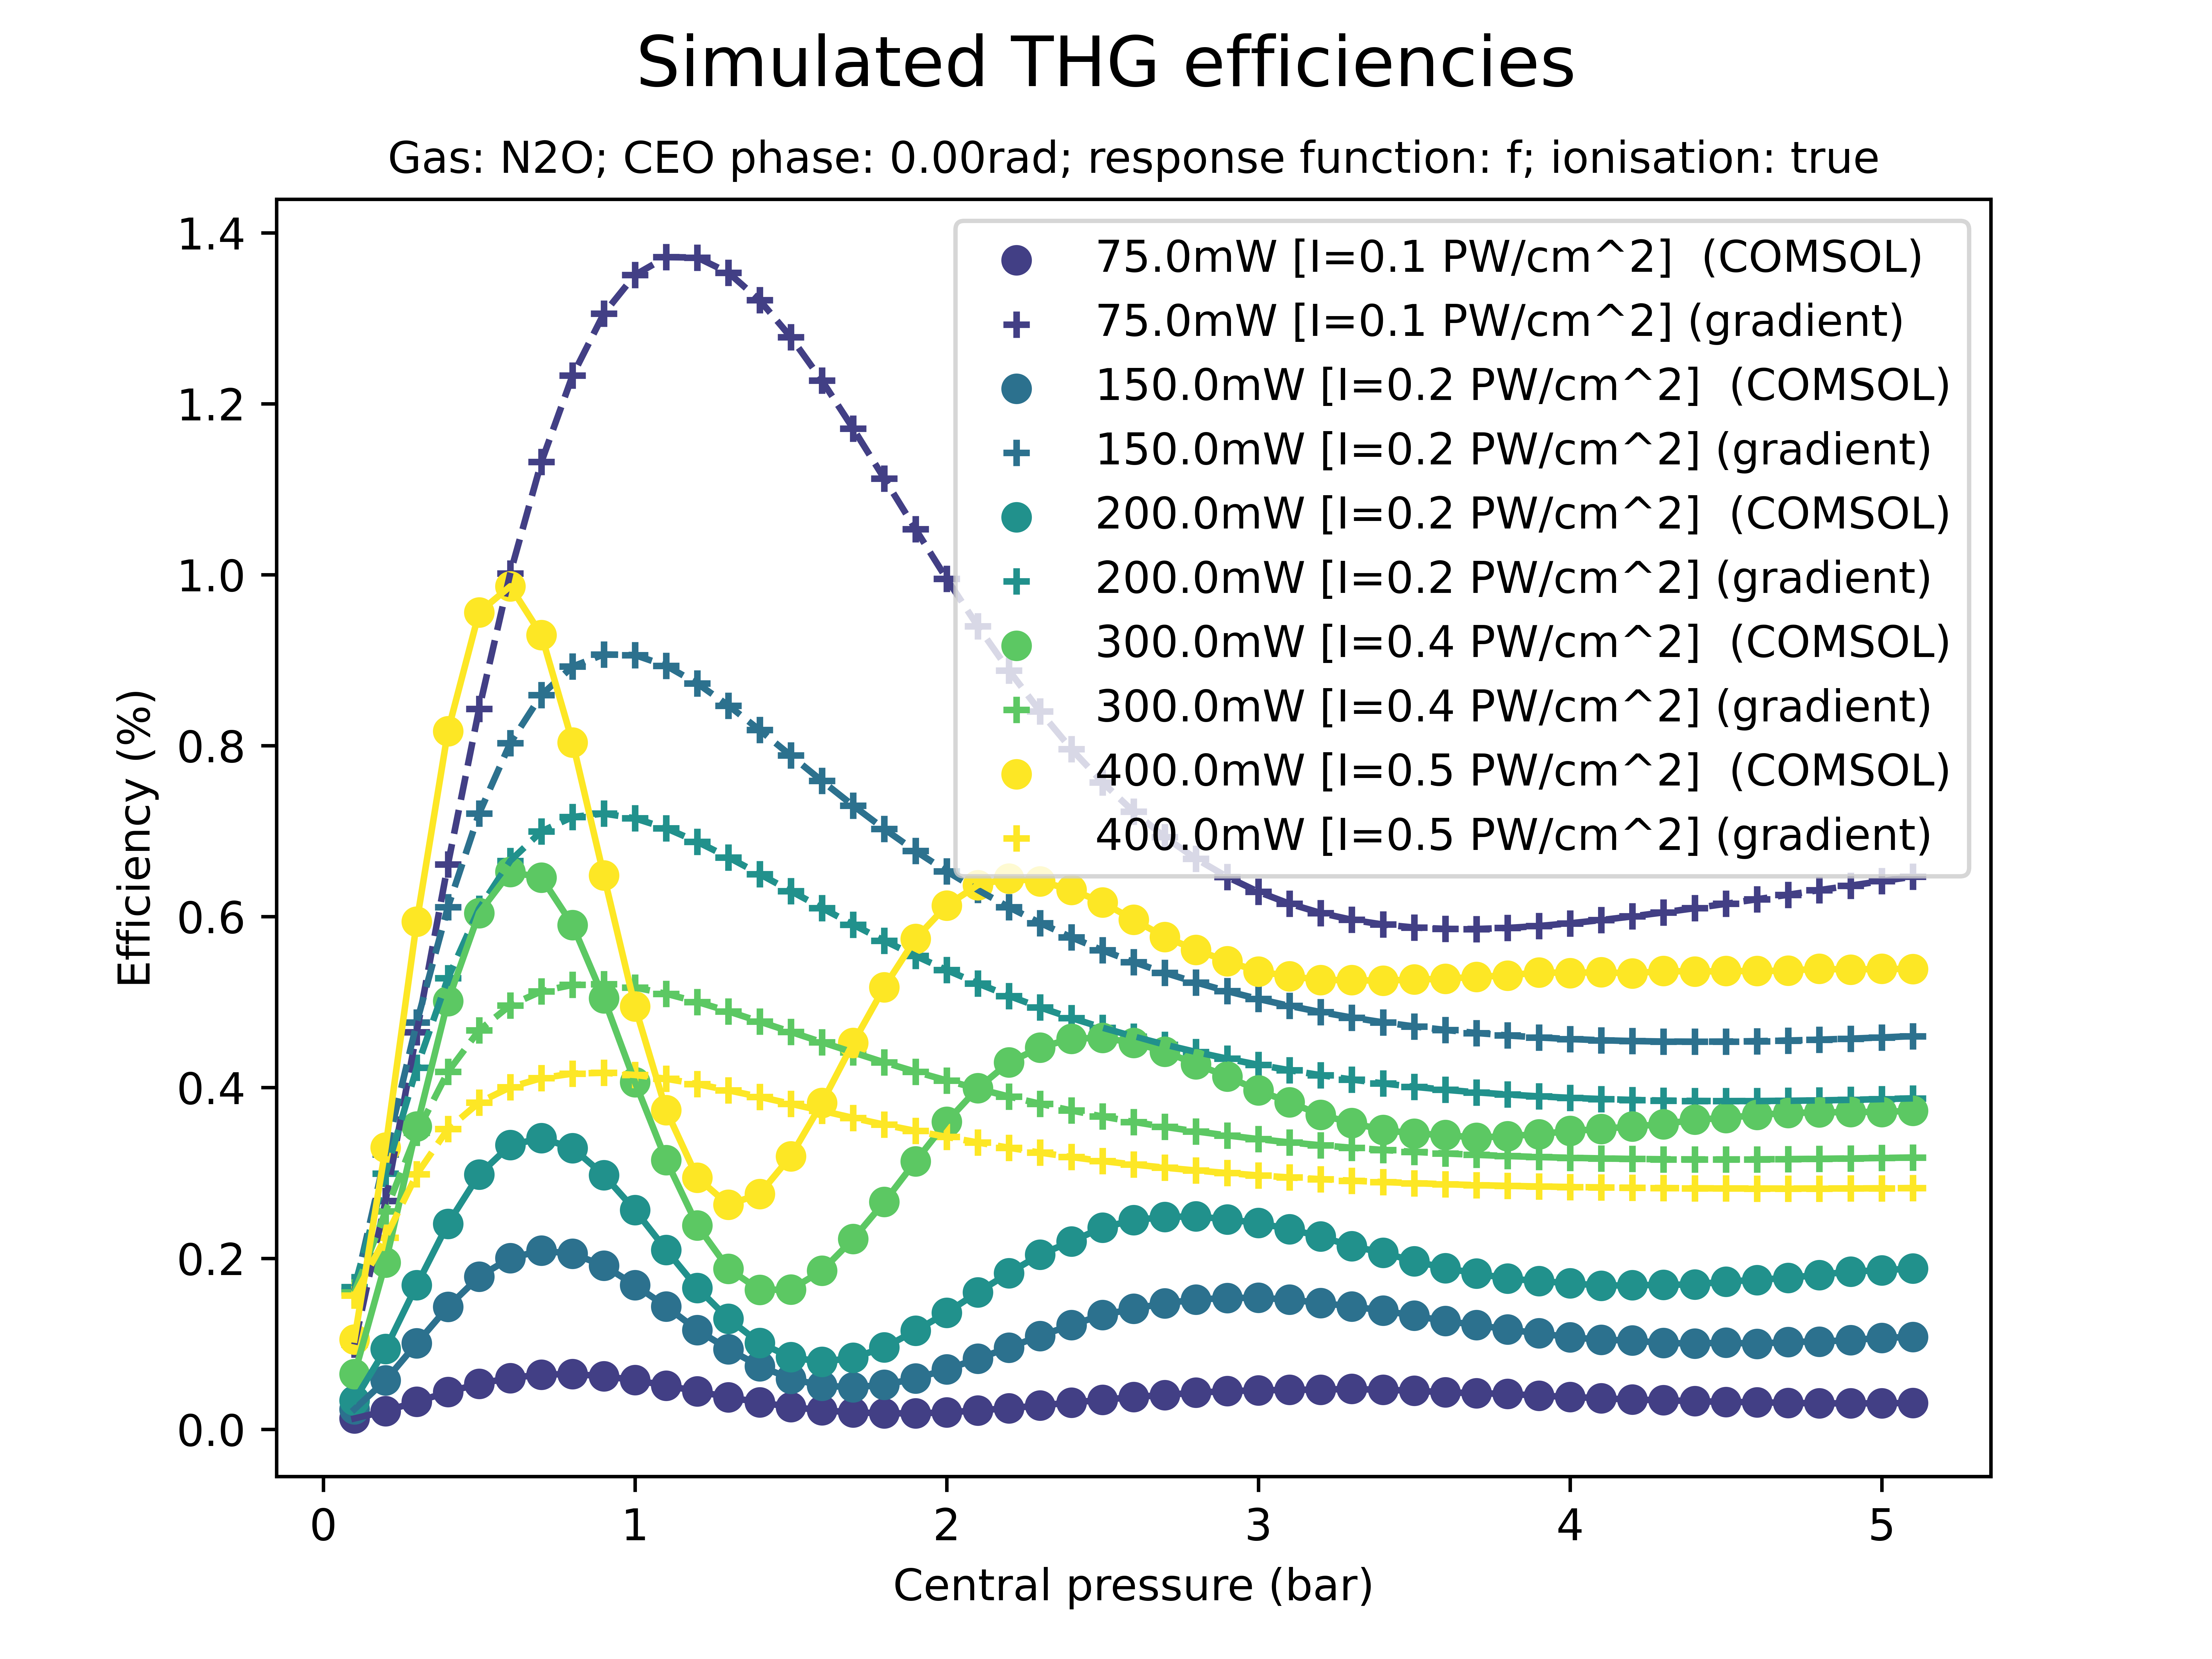 Simulated THG efficiencies
Gas: N2O; CEO phase: 0.00rad; response function: f; ionisation: true
Efficiency (%)
1.4
1.2
1.0
0.8
0.6
0.4
0.2
0.0
75.0mW [I=0.1 PW/cm^2]  (COMSOL)
75.0mW [I=0.1 PW/cm^2] (gradient)
150.0mW [I=0.2 PW/cm^2]  (COMSOL)
150.0mW [I=0.2 PW/cm^2] (gradient)
200.0mW [I=0.2 PW/cm^2]  (COMSOL)
200.0mW [I=0.2 PW/cm^2] (gradient)
300.0mW [I=0.4 PW/cm^2]  (COMSOL)
300.0mW [I=0.4 PW/cm^2] (gradient)
400.0mW [I=0.5 PW/cm^2]  (COMSOL)
400.0mW [I=0.5 PW/cm^2] (gradient)
0 1 2 3 4 5
Central pressure (bar)